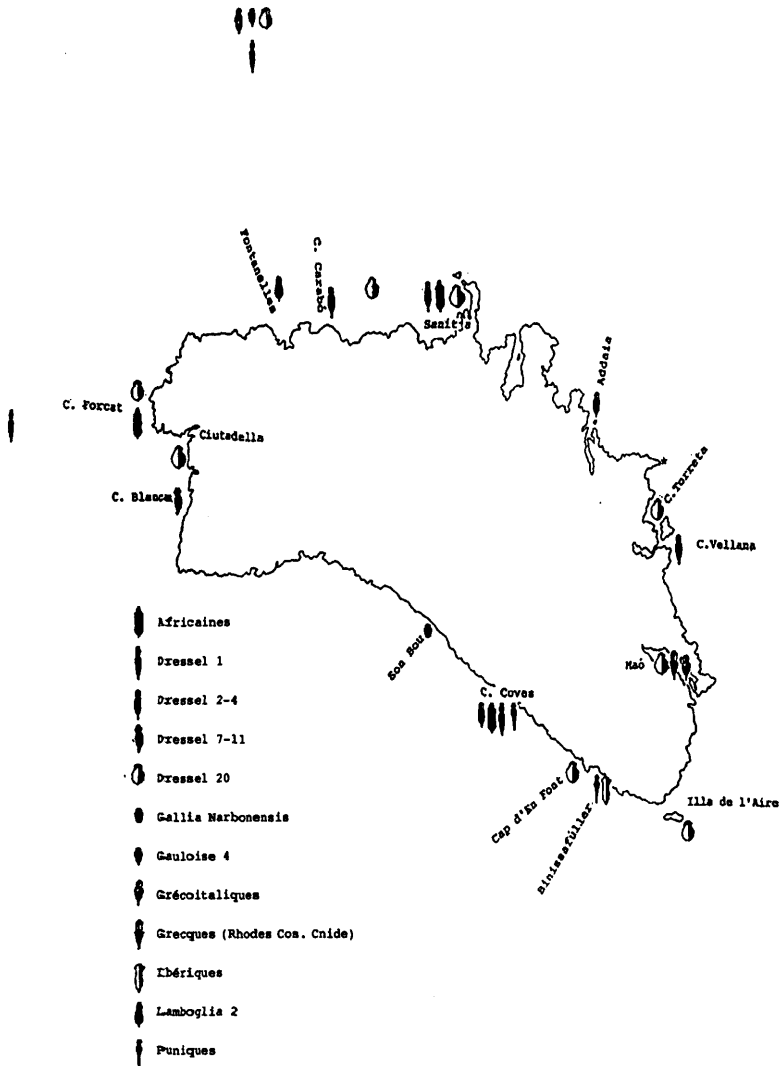 Fontanelles
C. Carabó
Sanitja
Addaia
C. Forcat
Ciutadella
C. Torreta
C. Blancm
C.Vellana
Africaines
Dressel 1
Son Bou
Maó
C. Coves
Dressel 2-4
Dressel 7-11
Dressel 20
Cap d'En Font
Binissafúller
Illa de l'Aire
Gallia Narbonensis
Gauloise 4
Grécoitaliques
Grecques (Rhodes Cos. Cnide)
Ibériques
Lamboglia 2
Puniques